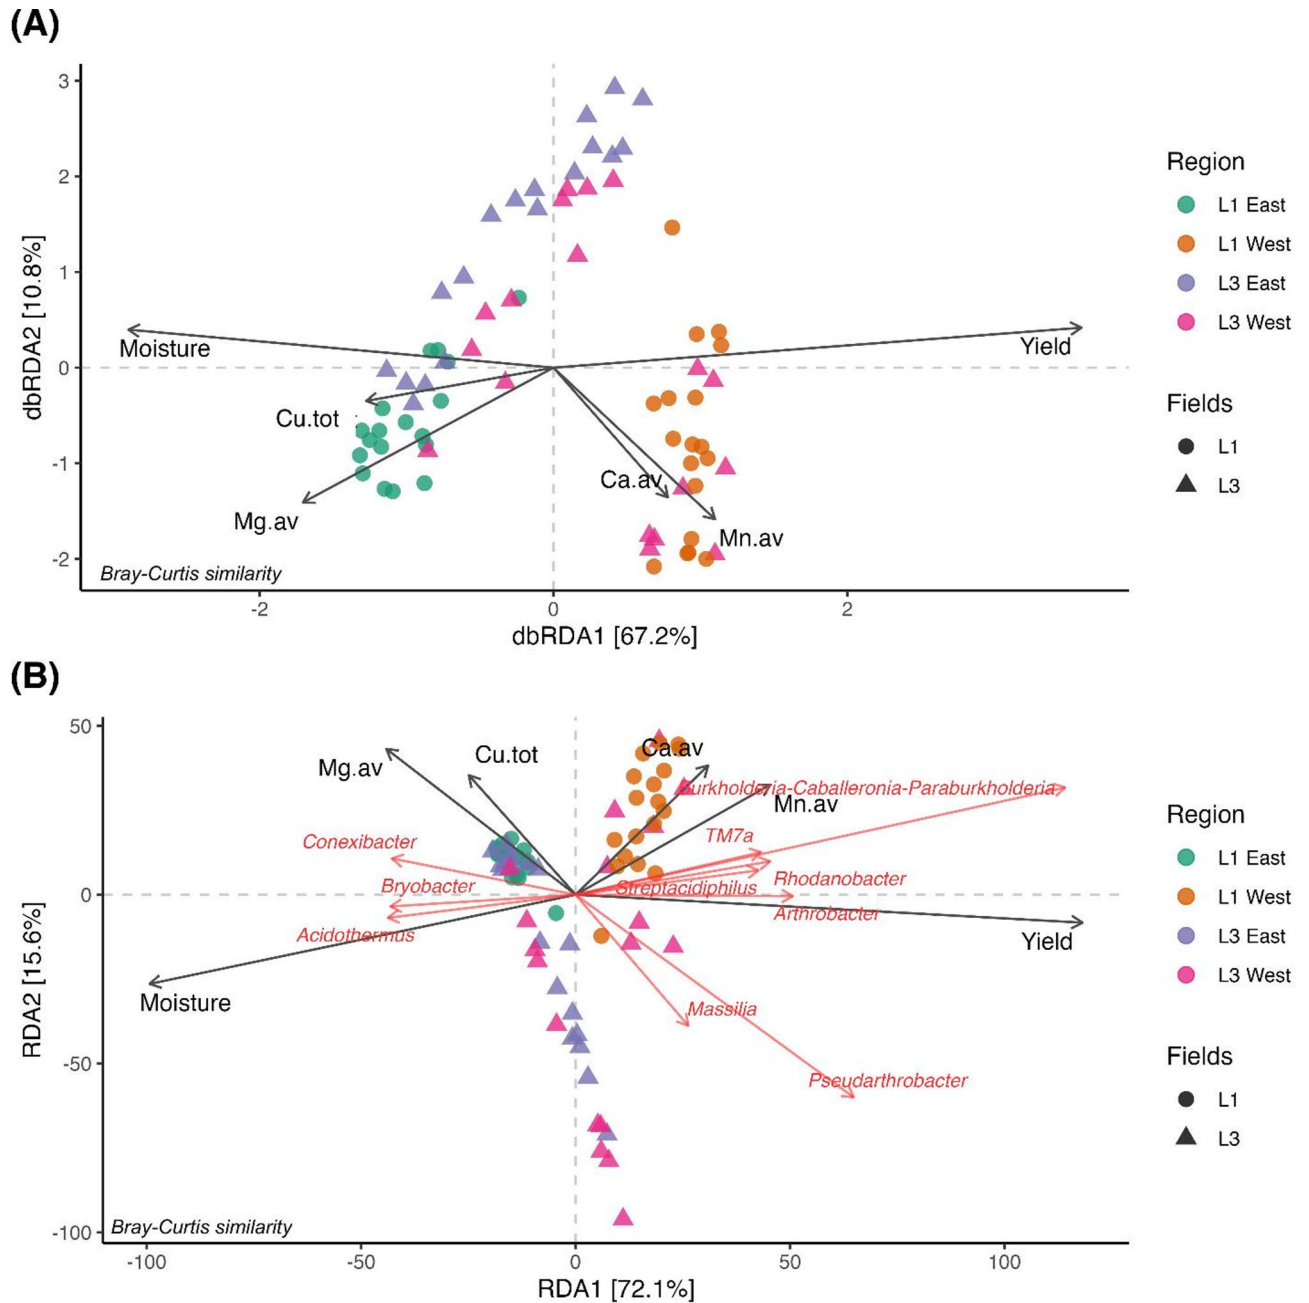 (A)
3
2
1
0
-1
-2
dbRDA2 [10.8%]
Moisture
Yield
Cu.tot
Ca.av
Mg.av
Mn.av
Bray-Curtis similarity
-2
0
2
dbRDA1 [67.2%]
Region
L1 East
L1 West
L3 East
L3 West
Fields
L1
L3
(B)
50
0
-50
-100
RDA2 [15.6%]
Mg.av
Cu.tot
Ca.av
urkholderia-Caballeronia-Paraburkholderia
Mn.av
Conexibacter
TM7a
Bryobacter
Streptacidiphilus
Rhodanobacter
Arthrobacter
Acidothermus
Yield
Moisture
Massilia
Pseudarthrobacter
Bray-Curtis similarity
-100
-50
0
50
100
RDA1 [72.1%]
Region
L1 East
L1 West
L3 East
L3 West
Fields
L1
L3